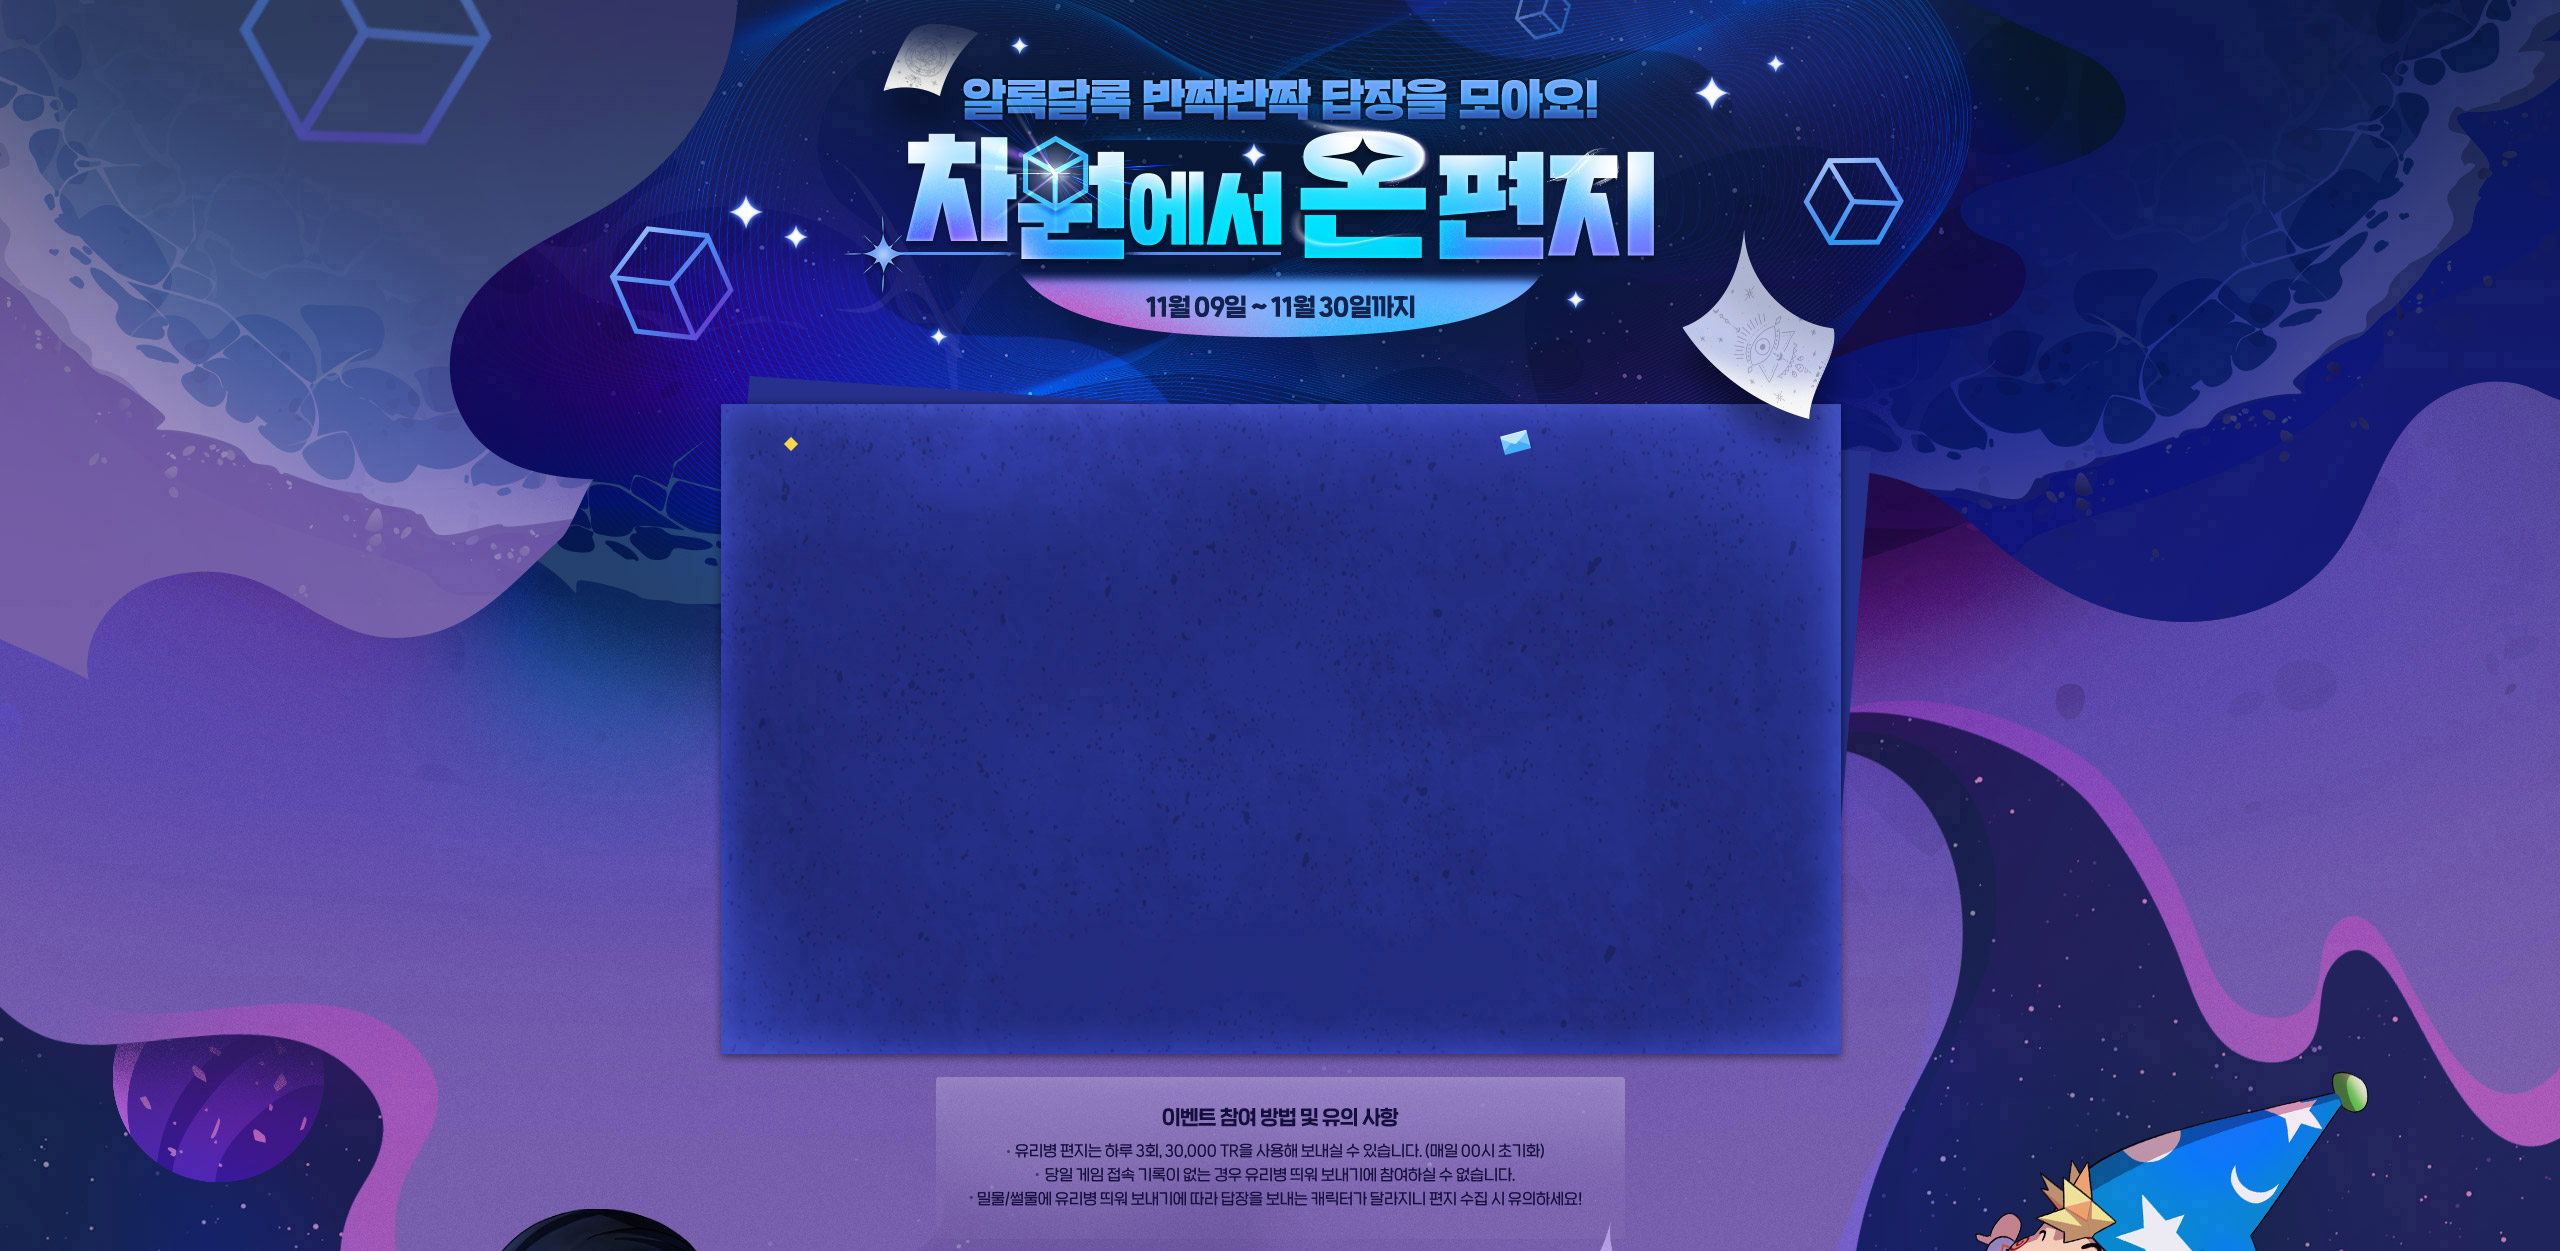 알록달록 반짝반짝 답장을 모아요!
차원에서 온 편지
11월 09일 ~ 11월 30일까지
이벤트 참여 방법 및 유의 사항
· 유리병 편지는 하루 3회, 30,000 TR을 사용해 보내실 수 있습니다. (매일 00시 초기화)
· 당일 게임 접속 기록이 없는 경우 유리병 띄워 보내기에 참여하실 수 없습니다.
· 밀물/썰물에 유리병 띄워 보내기에 따라 답장을 보내는 캐릭터가 달라지니 편지 수집 시 유의하세요!